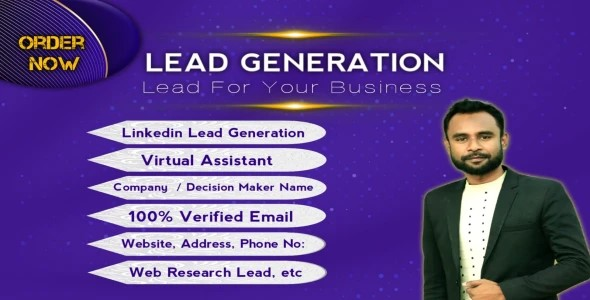 ORDER
NOW
LEAD GENERATION
Lead For Your Business
Linkedin Lead Generation
Virtual Assistant
Company / Decision Maker Name
100% Verified Email
Website, Address, Phone No:
Web Research Lead, etc